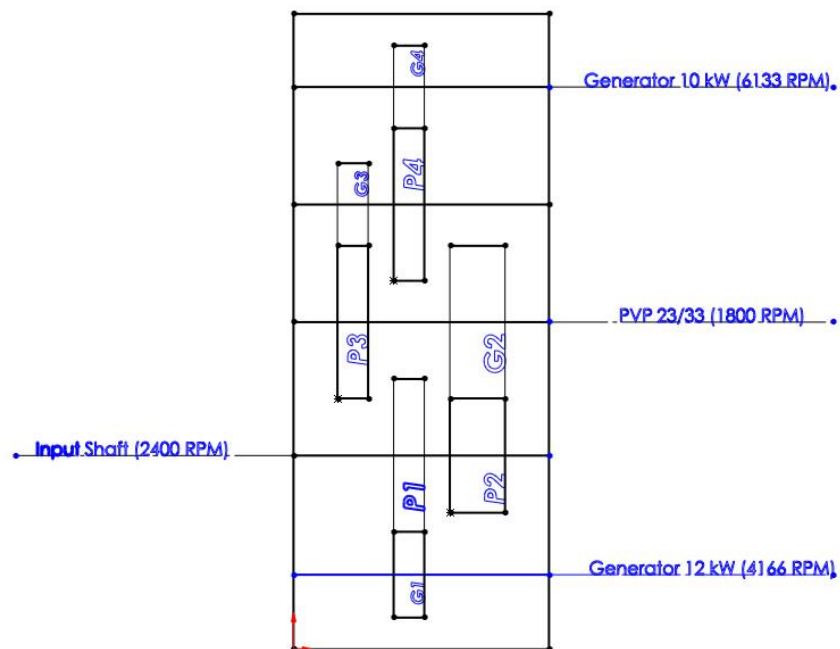 G4
Generator 10 kW (6133 RPM)
P4
G3
PVP 23/33 (1800 RPM)
P3
G2
Input Shaft (2400 RPM)
P1
P2
Generator 12 kW (4166 RPM)
G1